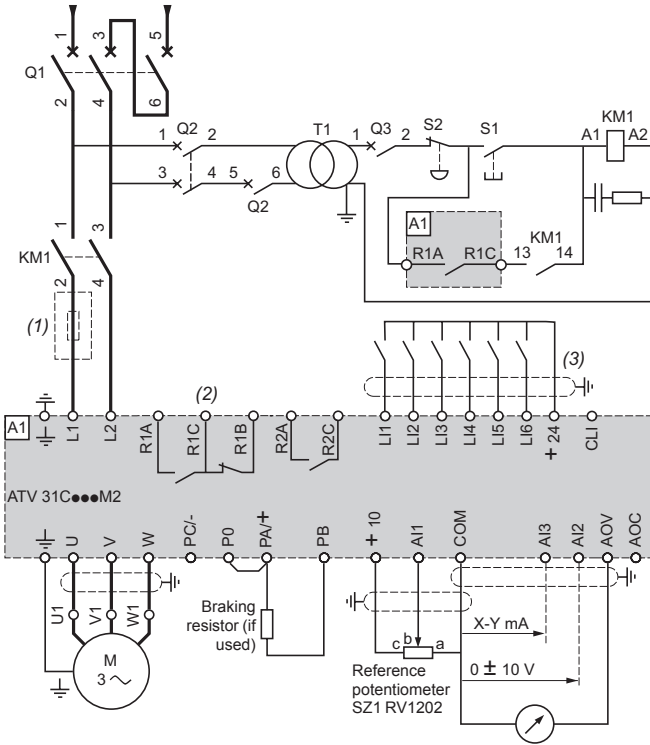 1 3 5
Q1
2 4 6
1 Q2 2 T1 1 Q3 2 S2 S1 KM1
A1 A2
3 4 5 6
Q2
A1
R1A R1C 13 KM1 14
1 3
KM1
2 4
(1)
(2) (3)
A1
L1 L2 R1A R1C R1B R2A R2C LI1 LI2 LI3 LI4 LI5 LI6 + 24 CLI
ATV 31C●●●M2
U V W PC/- P0 PA/+ PB + 10 AI1 COM AI3 AI2 AOV AOC
U1 V1 W1
M
3 ~
Braking
resistor (if
used)
c b a
Reference
potentiometer
SZ1 RV1202
X-Y mA
0 ± 10 V